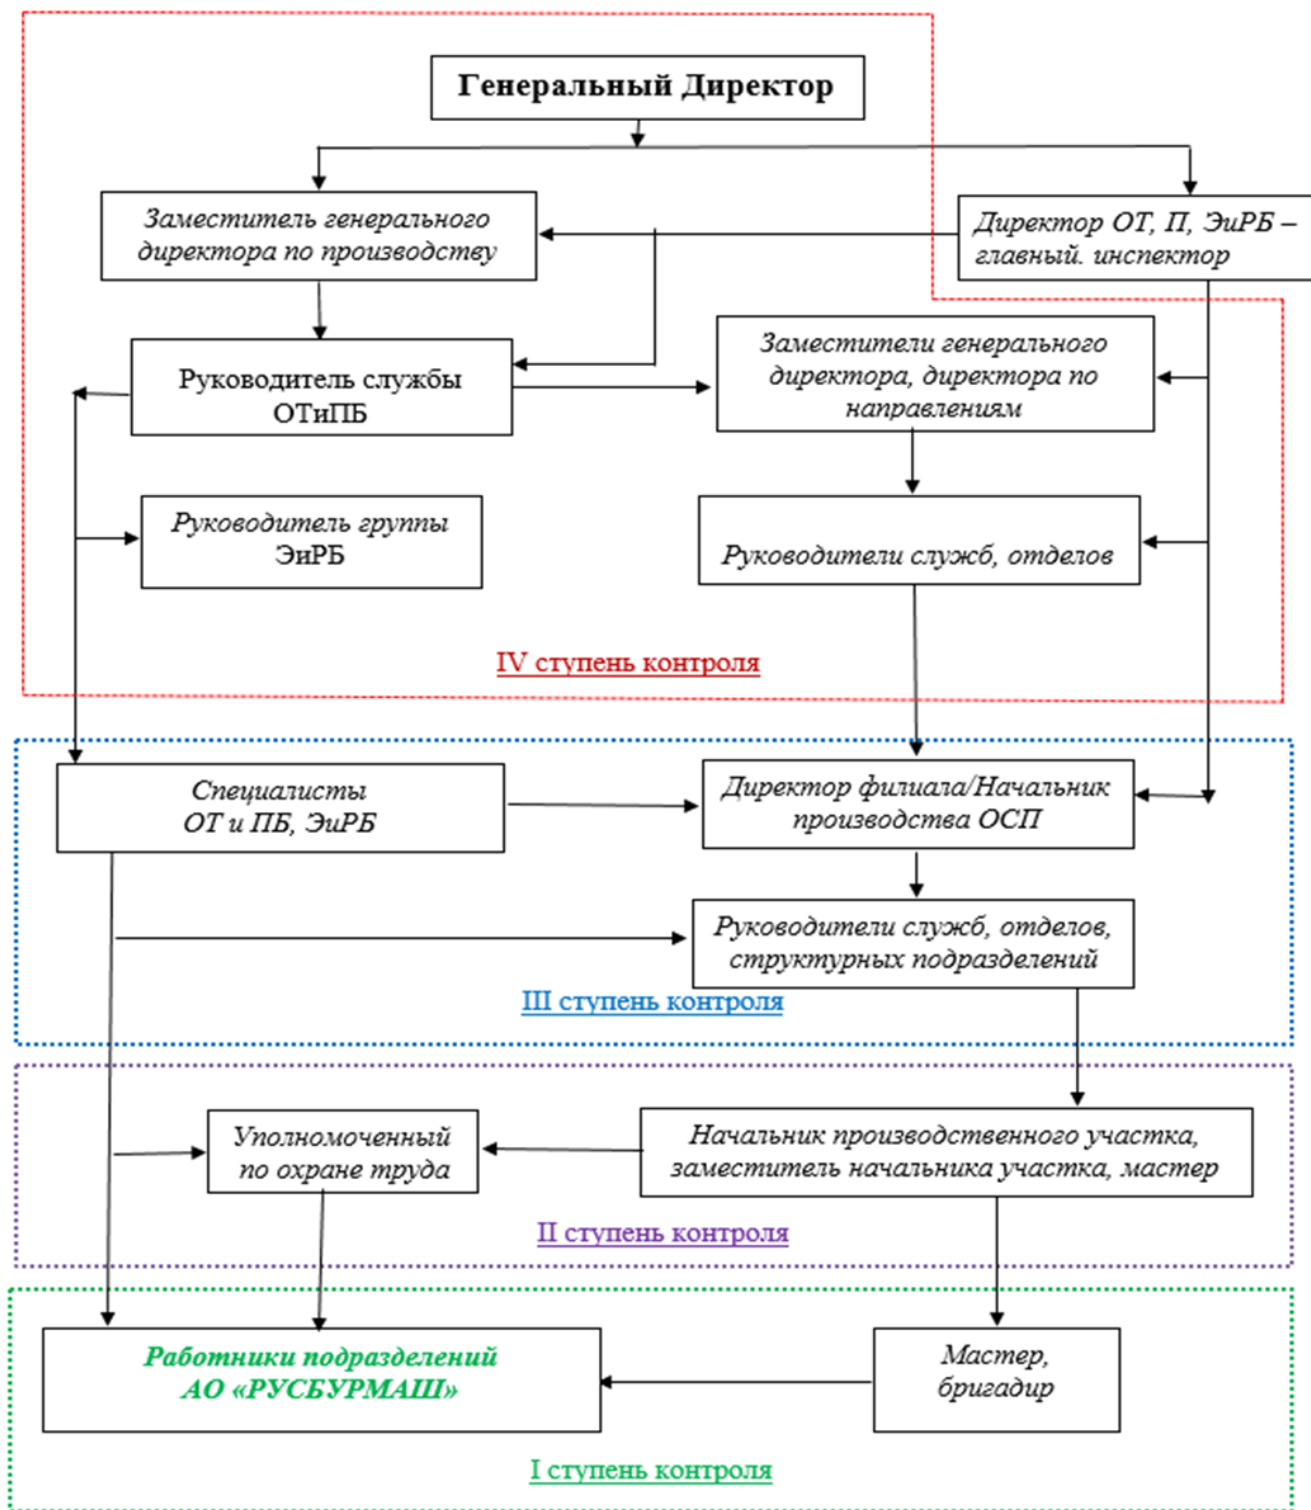 Генеральный Директор
Заместитель генерального
директора по производству
Директор ОТ, П, ЭиРБ –
главный. инспектор
Руководитель службы
ОТиПБ
Заместители генерального
директора, директора по
направлениям
Руководитель группы
ЭиРБ
Руководители служб, отделов
IV ступень контроля
Специалисты
ОТ и ПБ, ЭиРБ
Директор филиала/Начальник
производства ОСП
Руководители служб, отделов,
структурных подразделений
III ступень контроля
Уполномоченный
по охране труда
Начальник производственного участка,
заместитель начальника участка, мастер
II ступень контроля
Работники подразделений
АО «РУСБУРМАШ»
Мастер,
бригадир
I ступень контроля